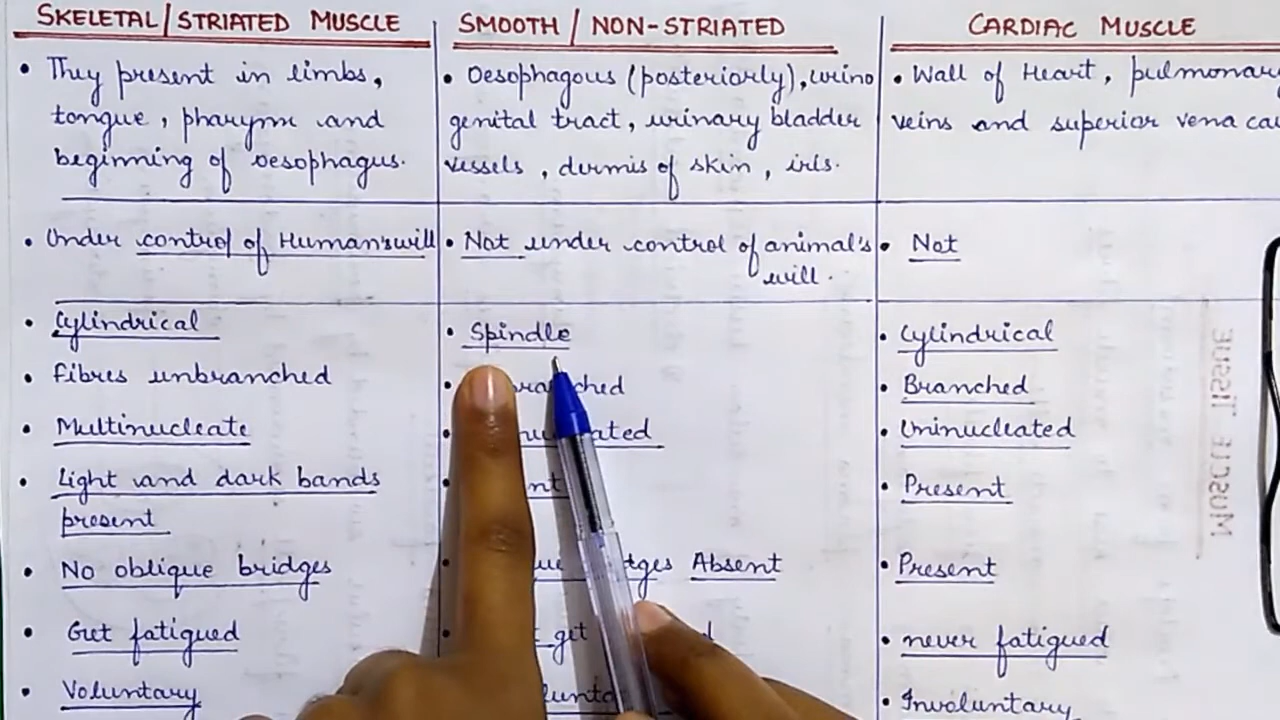 SKELETAL/STRIATED MUSCLE
• They present in limbs,
tongue, pharynx and
beginning of oesophagus.
• Under control of Human's will
• Cylindrical
• Fibres unbranched
• Multinucleate
• Light and dark bands
present
• No oblique bridges
• Get fatigued
• Voluntary
SMOOTH / NON-STRIATED
• Oesophagous (posteriorly), urino
genital tract, urinary bladder
vessels, dermis of skin, iris.
• Not under control of animal's
will.
• Spindle
Absent
get
CARDIAC MUSCLE
• Wall of Heart, pulmonary
veins and superior vena ca
• Not
• Cylindrical
• Branched
• Uninucleated
• Present
• Present
• never fatigued
• Involuntary
MUSCLE TISSUE